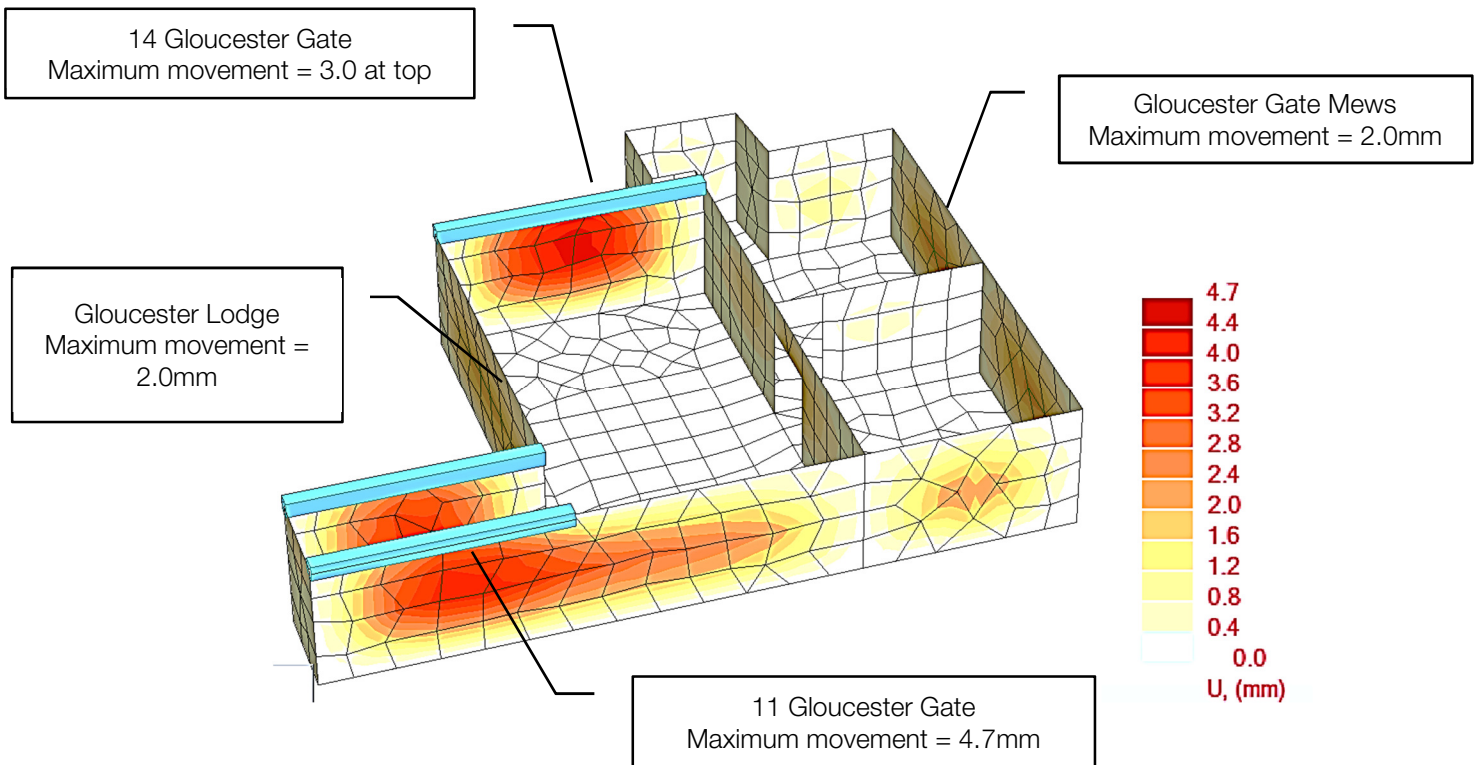 14 Gloucester Gate
Maximum movement = 3.0 at top
Gloucester Gate Mews
Maximum movement = 2.0mm
Gloucester Lodge
Maximum movement =
2.0mm
4.7
4.4
4.0
3.6
3.2
2.8
2.4
2.0
1.6
1.2
0.8
0.4
0.0
U, (mm)
11 Gloucester Gate
Maximum movement = 4.7mm